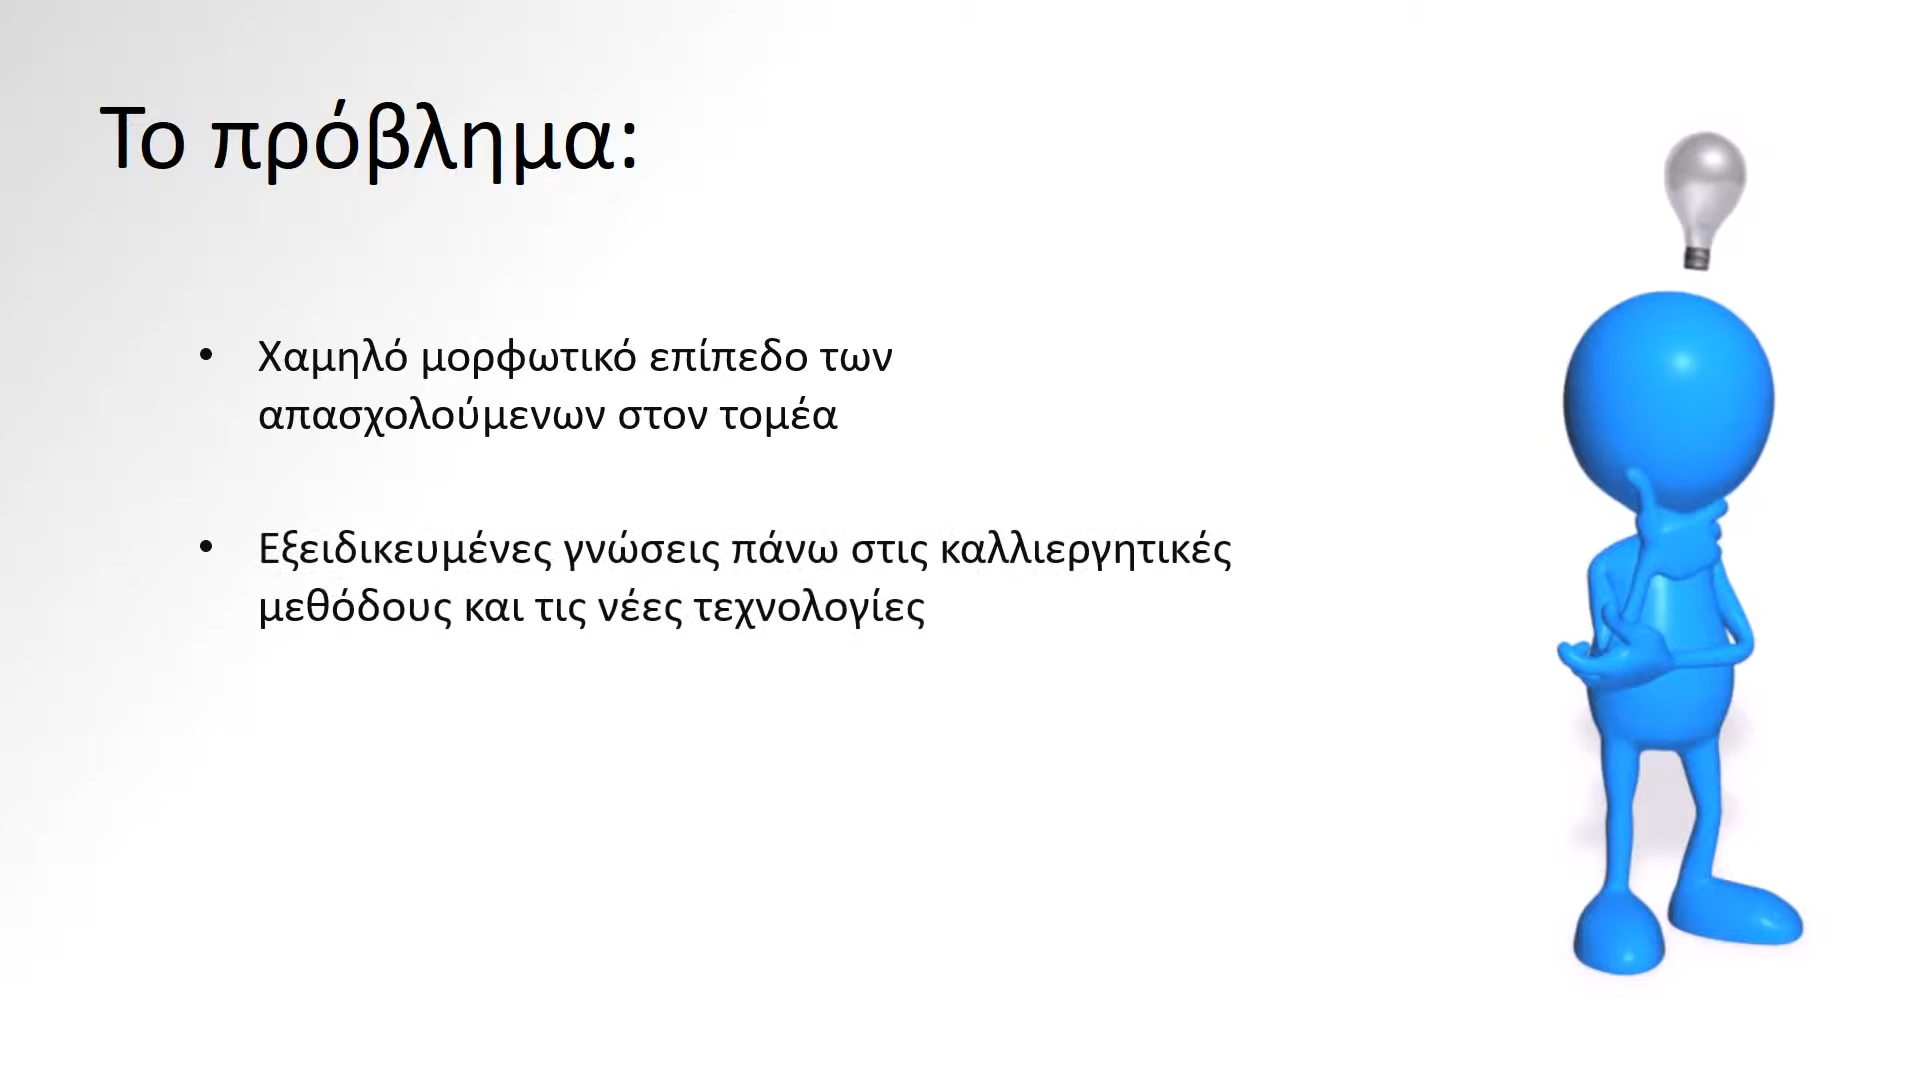 Το πρόβλημα:
• Χαμηλό μορφωτικό επίπεδο των
απασχολούμενων στον τομέα
• Εξειδικευμένες γνώσεις πάνω στις καλλιεργητικές
μεθόδους και τις νέες τεχνολογίες